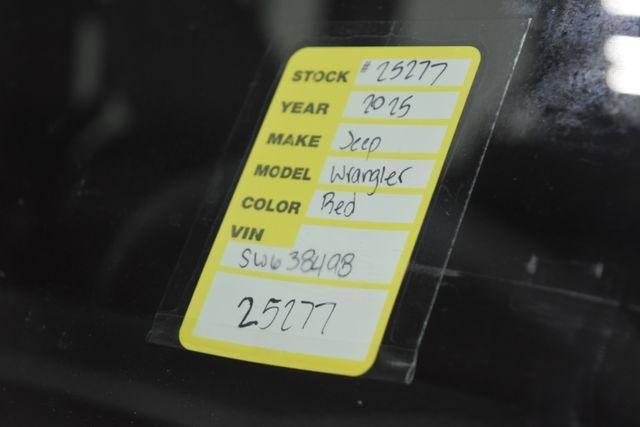 STOCK # 25277
YEAR 2025
MAKE Jeep
MODEL Wrangler
COLOR Red
VIN
SW638498
25277